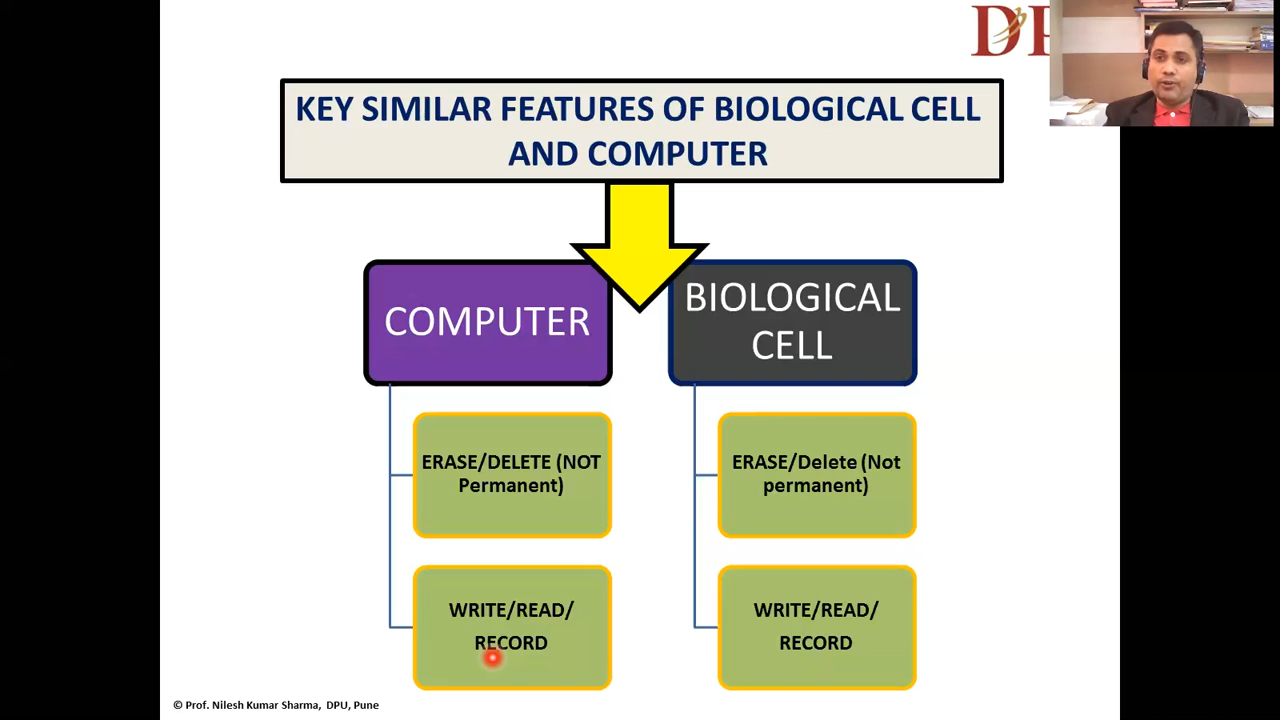 KEY SIMILAR FEATURES OF BIOLOGICAL CELL
AND COMPUTER
COMPUTER
ERASE/DELETE (NOT
Permanent)
WRITE/READ/
RECORD
BIOLOGICAL
CELL
ERASE/Delete (Not
permanent)
WRITE/READ/
RECORD
© Prof. Nilesh Kumar Sharma, DPU, Pune